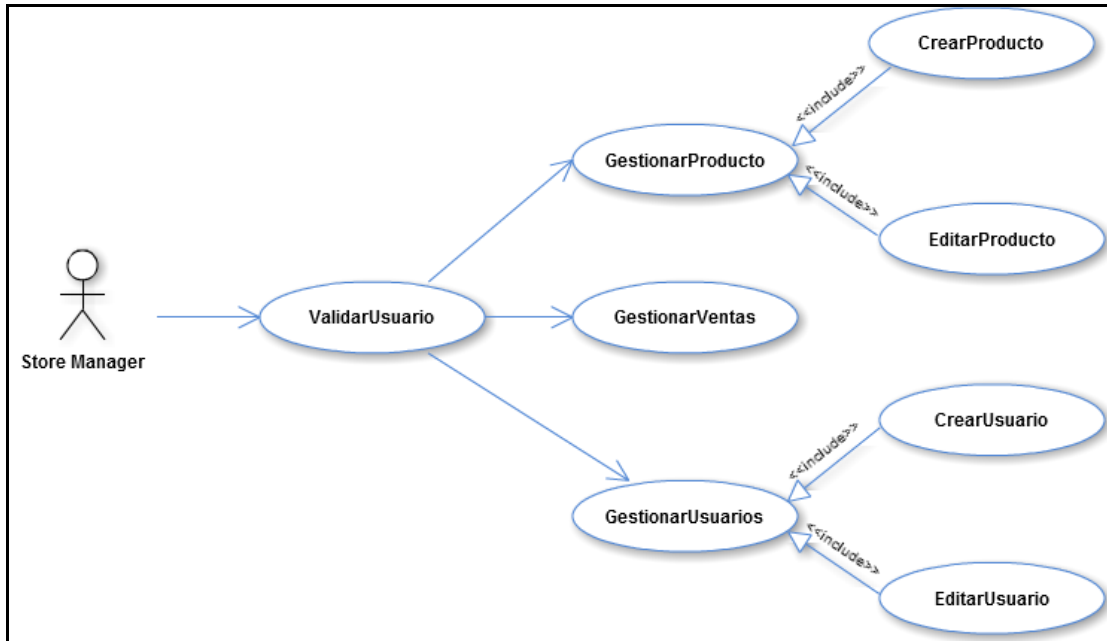 CrearProducto
<<include>>
GestionarProducto
<<include>>
EditarProducto
Store Manager
ValidarUsuario
GestionarVentas
CrearUsuario
<<include>>
GestionarUsuarios
<<include>>
EditarUsuario